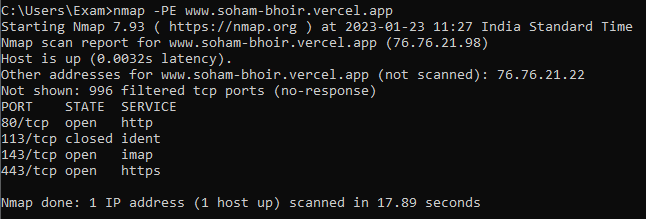 C:\Users\Exam>nmap -PE www.soham-bhoir.vercel.app
Starting Nmap 7.93 ( https://nmap.org ) at 2023-01-23 11:27 India Standard Time
Nmap scan report for www.soham-bhoir.vercel.app (76.76.21.98)
Host is up (0.0032s latency).
Other addresses for www.soham-bhoir.vercel.app (not scanned): 76.76.21.22
Not shown: 996 filtered tcp ports (no-response)
PORT    STATE  SERVICE
80/tcp  open   http
113/tcp closed ident
143/tcp open   imap
443/tcp open   https
Nmap done: 1 IP address (1 host up) scanned in 17.89 seconds